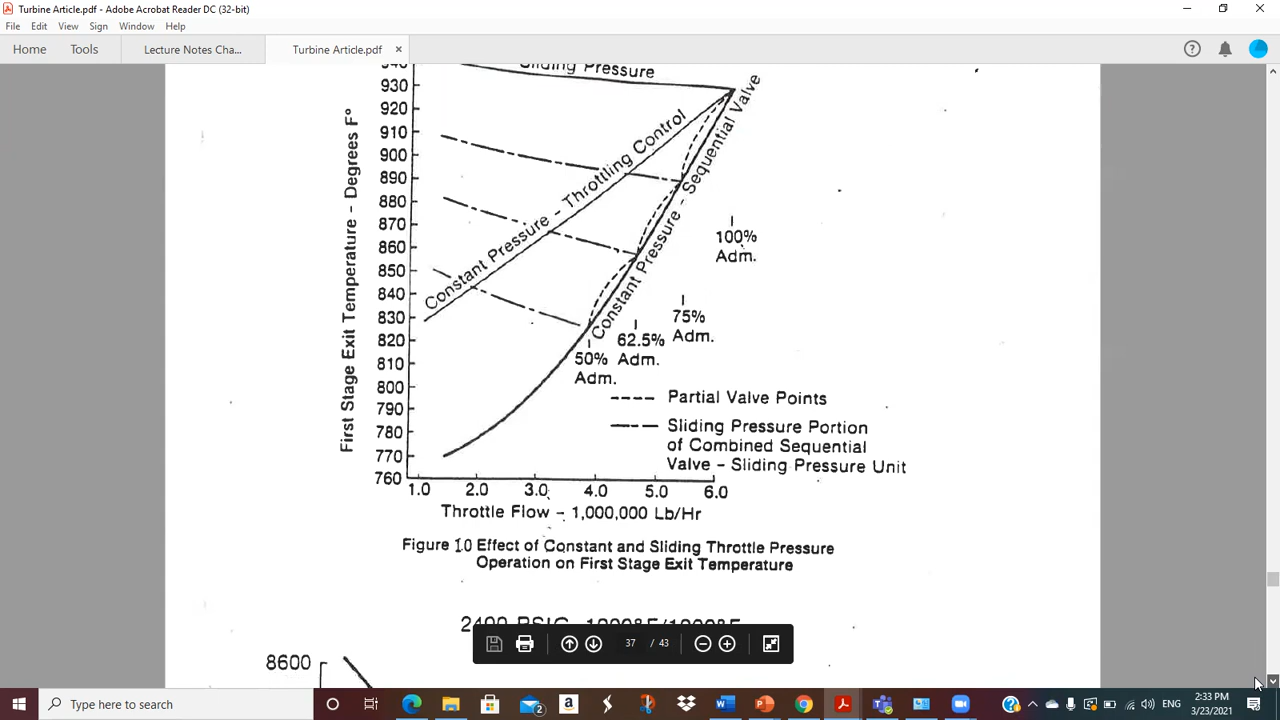 Turbine Article.pdf - Adobe Acrobat Reader DC (32-bit)
File Edit View Sign Window Help
Home Tools Lecture Notes Cha... Turbine Article.pdf ×
940
Sliding Pressure
930
920
910
900
890
880
870
860
850
840
830
820
810
800
790
780
770
760
First Stage Exit Temperature - Degrees F°
Constant Pressure - Throttling Control
Constant Pressure - Sequential Valve
100%
Adm.
75%
Adm.
62.5%
Adm.
50%
Adm.
---- Partial Valve Points
Sliding Pressure Portion
of Combined Sequential
Valve - Sliding Pressure Unit
1.0 2.0 3.0 4.0 5.0 6.0
Throttle Flow - 1,000,000 Lb/Hr
Figure 10 Effect of Constant and Sliding Throttle Pressure
Operation on First Stage Exit Temperature
2400 PSIG 1000°F/1000°F
37 / 43
8600
Type here to search
2
ENG
2:33 PM
3/23/2021